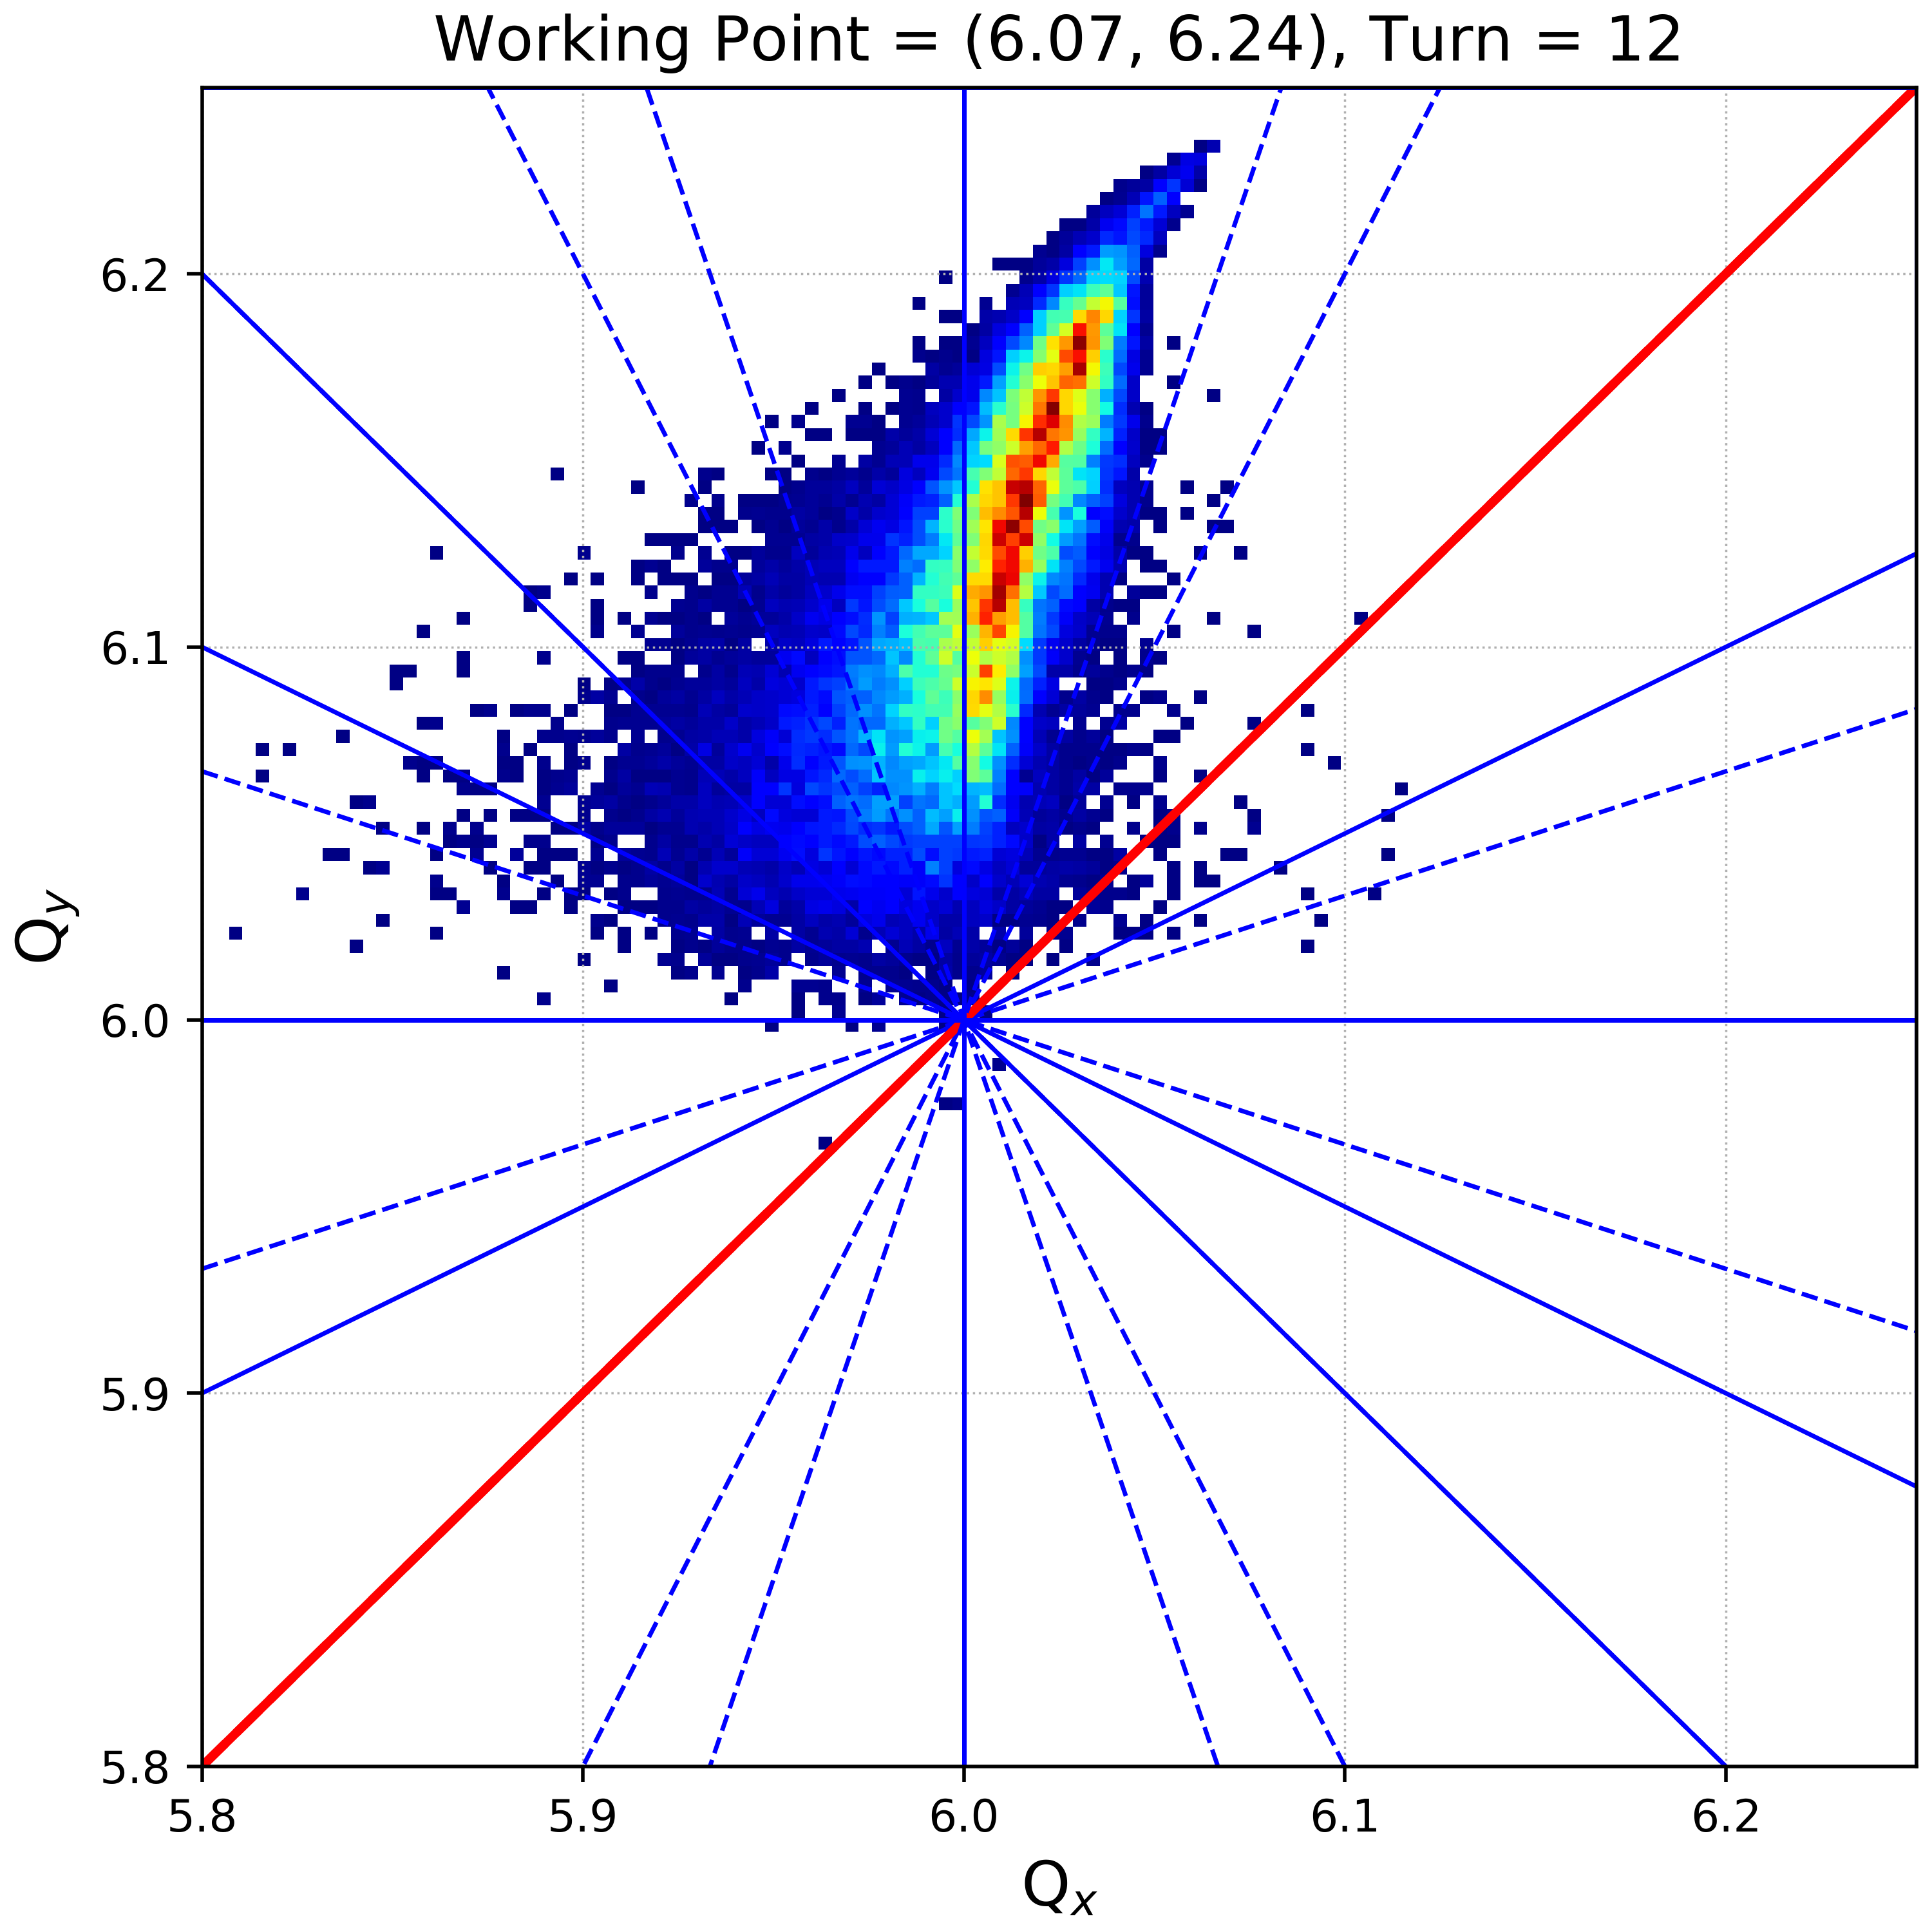 Working Point = (6.07, 6.24), Turn = 12
6.2
6.1
6.0
5.9
5.8
Qy
5.8 5.9 6.0 6.1 6.2
Qx